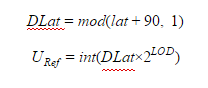 DLat = mod(lat + 90, 1)
U_Ref = int(DLat×2^LOD)